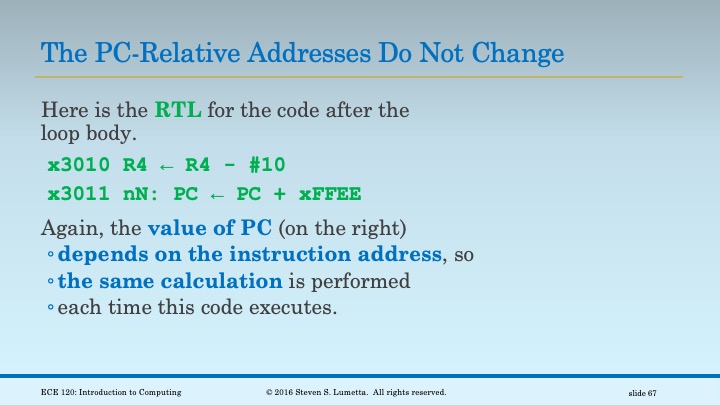 The PC-Relative Addresses Do Not Change
Here is the RTL for the code after the
loop body.
x3010 R4 ← R4 – #10
x3011 nN: PC ← PC + xFFEE
Again, the value of PC (on the right)
◦depends on the instruction address, so
◦the same calculation is performed
◦each time this code executes.
ECE 120: Introduction to Computing
© 2016 Steven S. Lumetta. All rights reserved.
slide 67